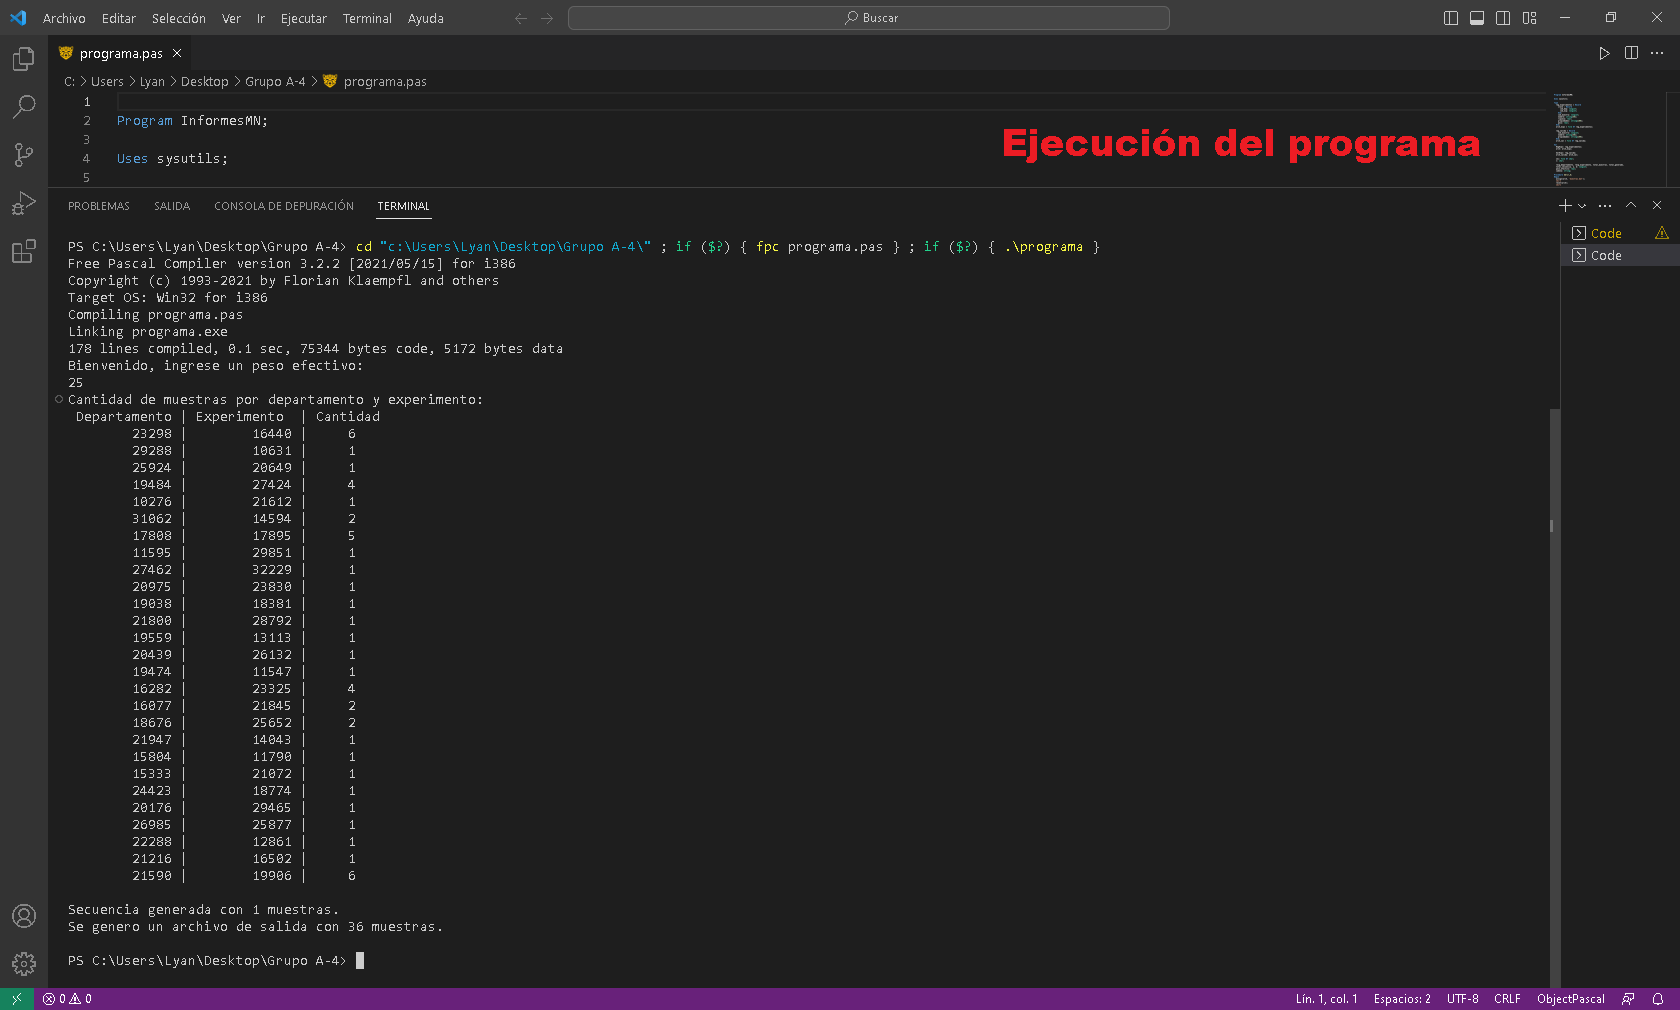 Archivo Editar Selección Ver Ir Ejecutar Terminal Ayuda
Buscar
programa.pas
C: > Users > Lyan > Desktop > Grupo A-4 > programa.pas
1
2 Program InformesMN;
3
4 Uses sysutils;
5
Ejecución del programa
PROBLEMAS SALIDA CONSOLA DE DEPURACIÓN TERMINAL
Code
Code
PS C:\Users\Lyan\Desktop\Grupo A-4> cd "c:\Users\Lyan\Desktop\Grupo A-4\" ; if ($?) { fpc programa.pas } ; if ($?) { .\programa }
Free Pascal Compiler version 3.2.2 [2021/05/15] for i386
Copyright (c) 1993-2021 by Florian Klaempfl and others
Target OS: Win32 for i386
Compiling programa.pas
Linking programa.exe
178 lines compiled, 0.1 sec, 75344 bytes code, 5172 bytes data
Bienvenido, ingrese un peso efectivo:
25
Cantidad de muestras por departamento y experimento:
Departamento | Experimento | Cantidad
23298 | 16440 | 6
29288 | 10631 | 1
25924 | 20649 | 1
19484 | 27424 | 4
10276 | 21612 | 1
31062 | 14594 | 2
17808 | 17895 | 5
11595 | 29851 | 1
27462 | 32229 | 1
20975 | 23830 | 1
19038 | 18381 | 1
21800 | 28792 | 1
19559 | 13113 | 1
20439 | 26132 | 1
19474 | 11547 | 1
16282 | 23325 | 4
16077 | 21845 | 2
18676 | 25652 | 2
21947 | 14043 | 1
15804 | 11790 | 1
15333 | 21072 | 1
24423 | 18774 | 1
20176 | 29465 | 1
26985 | 25877 | 1
22288 | 12861 | 1
21216 | 16502 | 1
21590 | 19906 | 6
Secuencia generada con 1 muestras.
Se genero un archivo de salida con 36 muestras.
PS C:\Users\Lyan\Desktop\Grupo A-4>
0 0 Lín. 1, col. 1 Espacios: 2 UTF-8 CRLF ObjectPascal